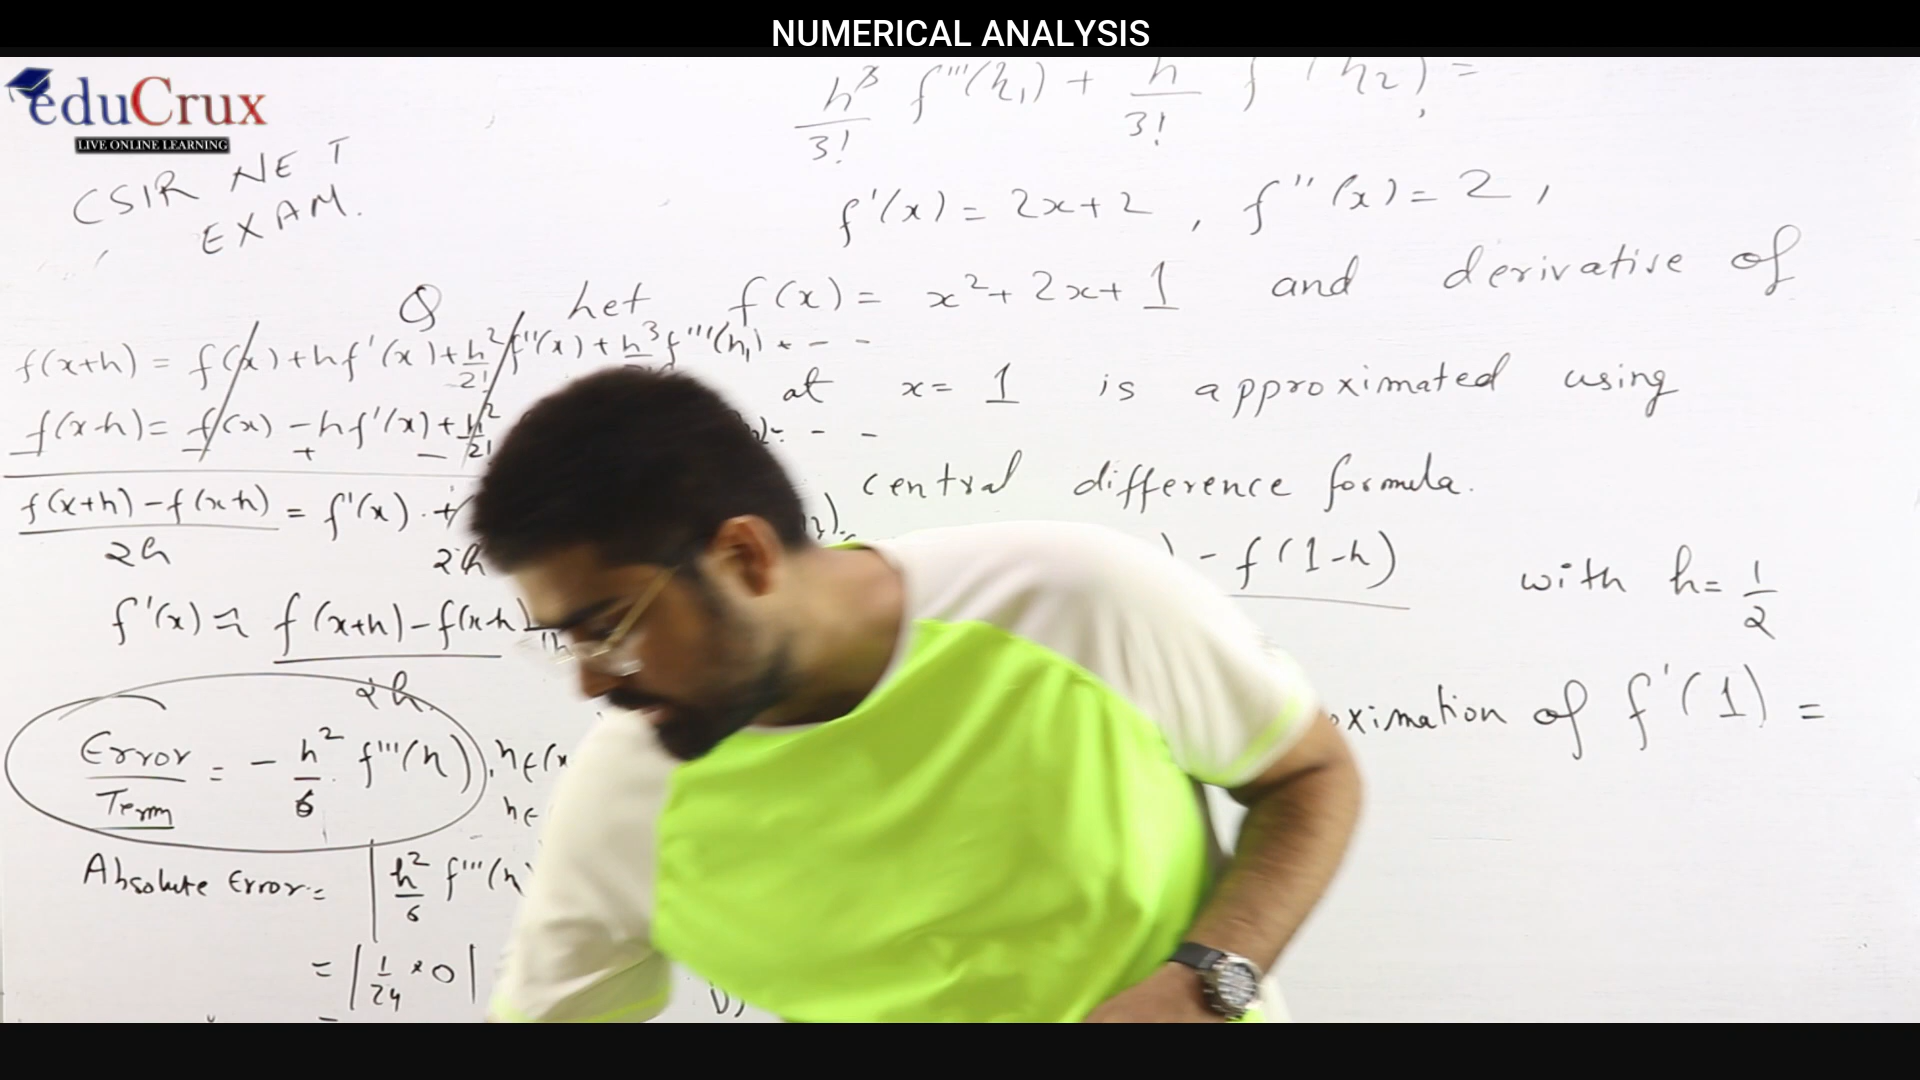 NUMERICAL ANALYSIS
eduCrux
LIVE ONLINE LEARNING
CSIR NET
EXAM.
h³/3! f'''(η₁) + h/3! f (η₂) =
f'(x) = 2x+2 , f''(x) = 2 ,
Q Let f(x) = x²+2x+1 and derivative of
at x= 1 is approximated using
central difference formula.
) - f(1-h)
with h= 1/2
oximation of f'(1) =
f(x+h) = f(x)+hf'(x)+h²/2! f''(x)+h³ f'''(η₁) + - -
f(x-h) = f(x) -hf'(x)+h²/2! - -
f(x+h)-f(x-h)/2h = f'(x) + 2h
f'(x) ≈ f(x+h)-f(x-h)/2h
Error/Term = - h²/6 f'''(η), η∈(x
η∈
Absolute Error = |h²/6 f'''(η)
= |1/24 × 0|
=
D)